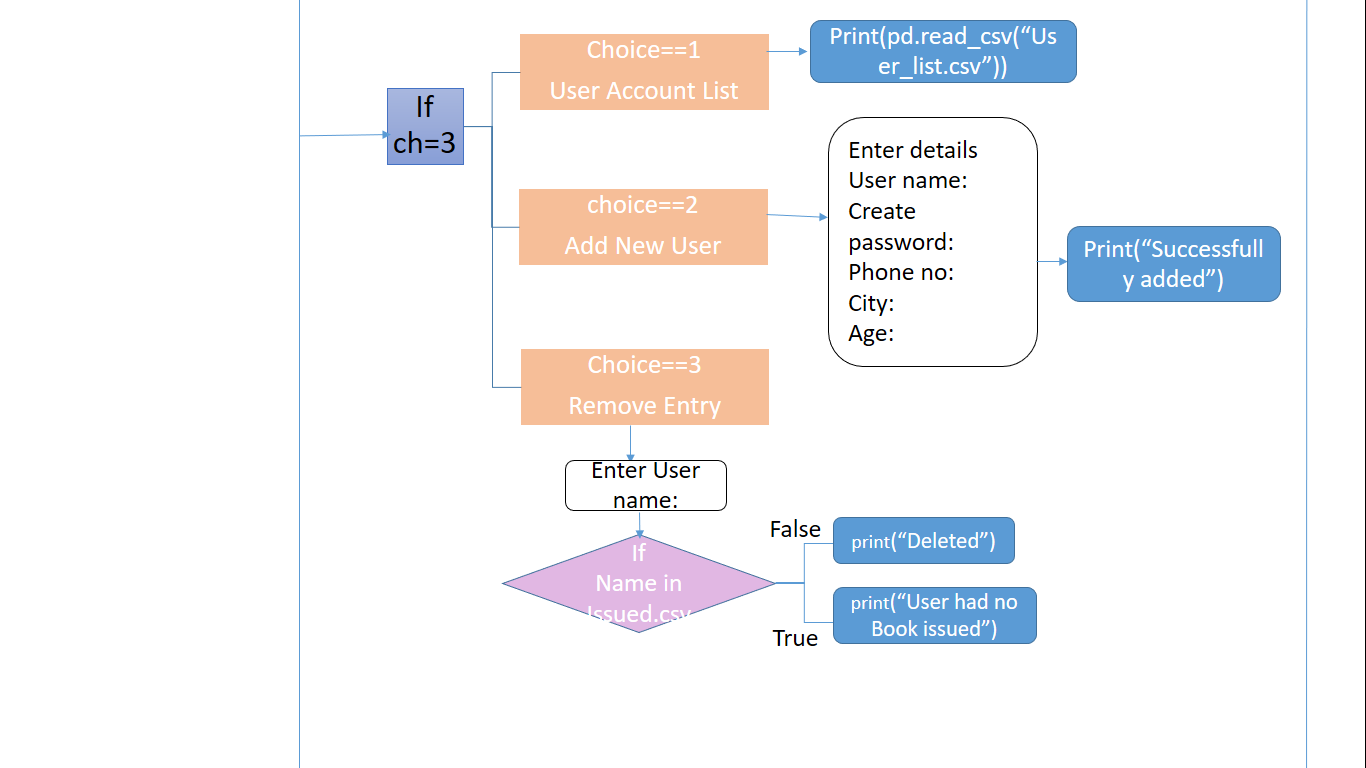 If
ch=3
Choice==1
User Account List
Print(pd.read_csv(“Us
er_list.csv”))
choice==2
Add New User
Enter details
User name:
Create
password:
Phone no:
City:
Age:
Print(“Successfull
y added”)
Choice==3
Remove Entry
Enter User
name:
If
Name in
Issued.csv
False
print(“Deleted”)
print(“User had no
Book issued”)
True